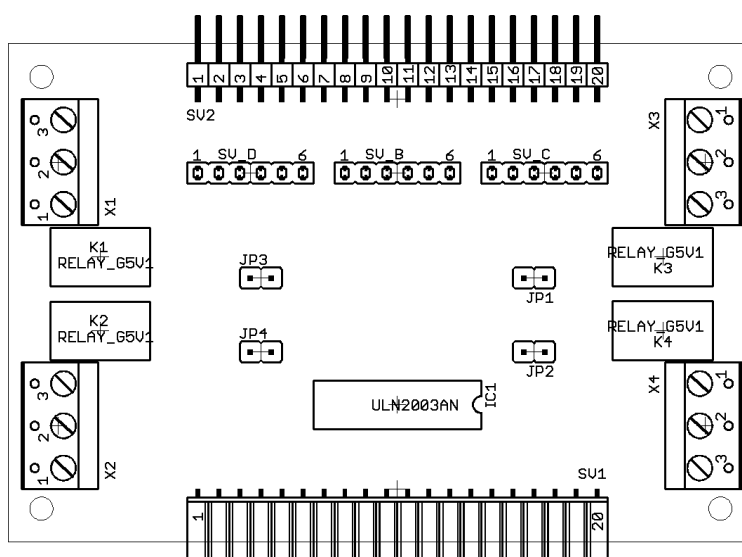 1 2 3 4 5 6 7 8 9 10 11 12 13 14 15 16 17 18 19 20
SV2
1 SV_D 6
1 SV_B 6
1 SV_C 6
3
2
1
X1
X3
1
2
3
K1
RELAY_G5V1
RELAY_G5V1
K3
JP3
JP1
K2
RELAY_G5V1
RELAY_G5V1
K4
JP4
JP2
ULN2003AN
IC1
3
2
1
X2
X4
1
2
3
SV1
1
20